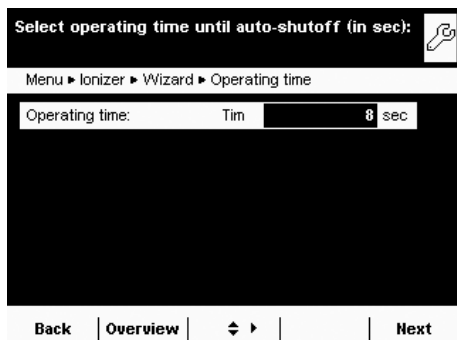 Select operating time until auto-shutoff (in sec):
Menu ▸ Ionizer ▸ Wizard ▸ Operating time
Operating time: Tim 8 sec
Back Overview Next